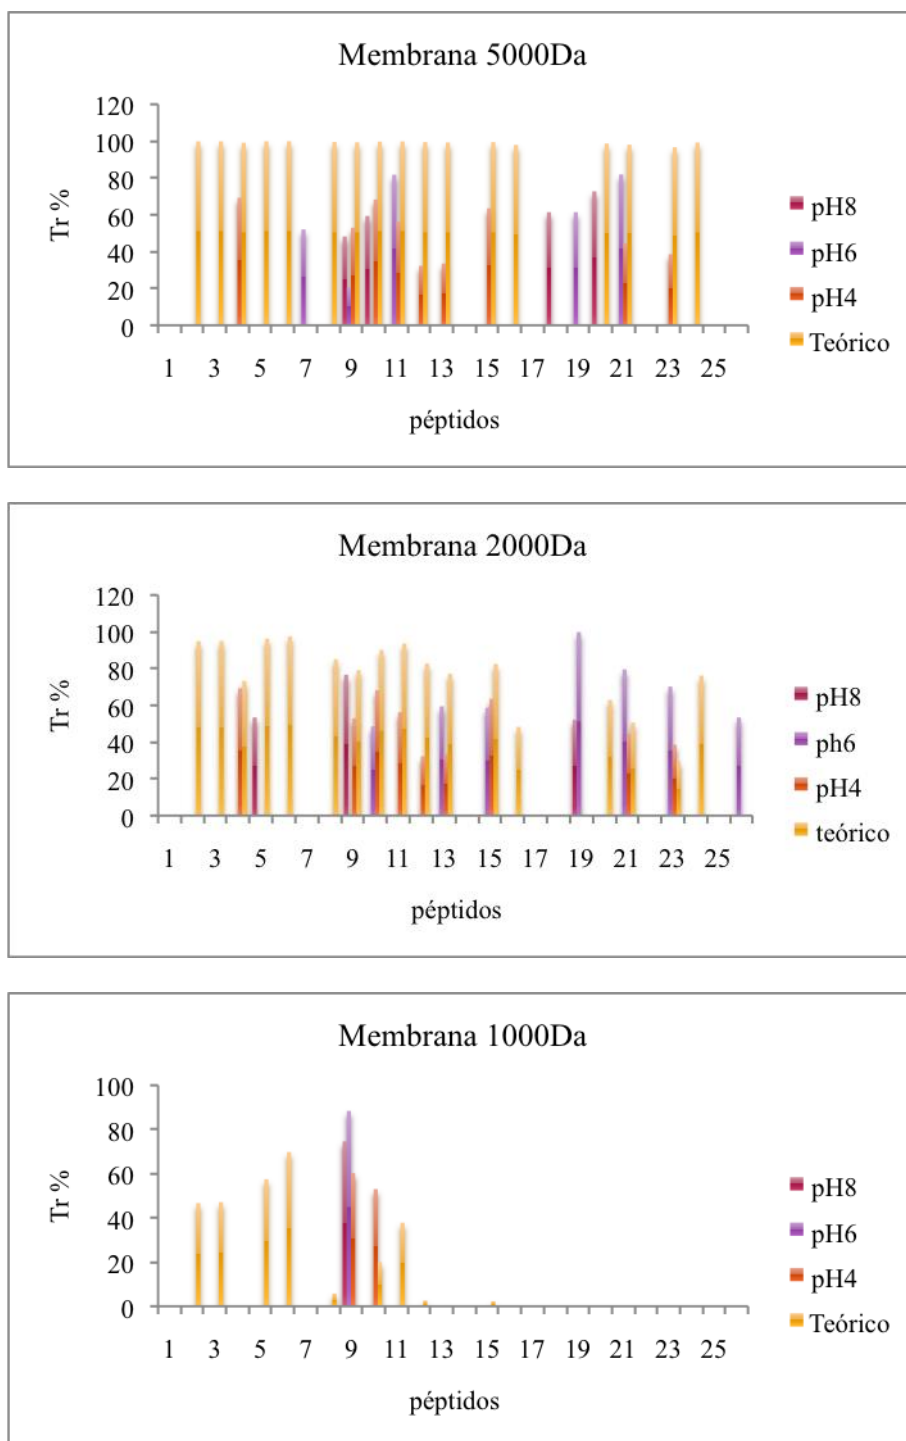 Membrana 5000Da
120
100
80
60
40
20
0
Tr %
1 3 5 7 9 11 13 15 17 19 21 23 25
péptidos
pH8
pH6
pH4
Teórico
Membrana 2000Da
120
100
80
60
40
20
0
Tr %
1 3 5 7 9 11 13 15 17 19 21 23 25
péptidos
pH8
ph6
pH4
teórico
Membrana 1000Da
100
80
60
40
20
0
Tr %
1 3 5 7 9 11 13 15 17 19 21 23 25
péptidos
pH8
pH6
pH4
Teórico